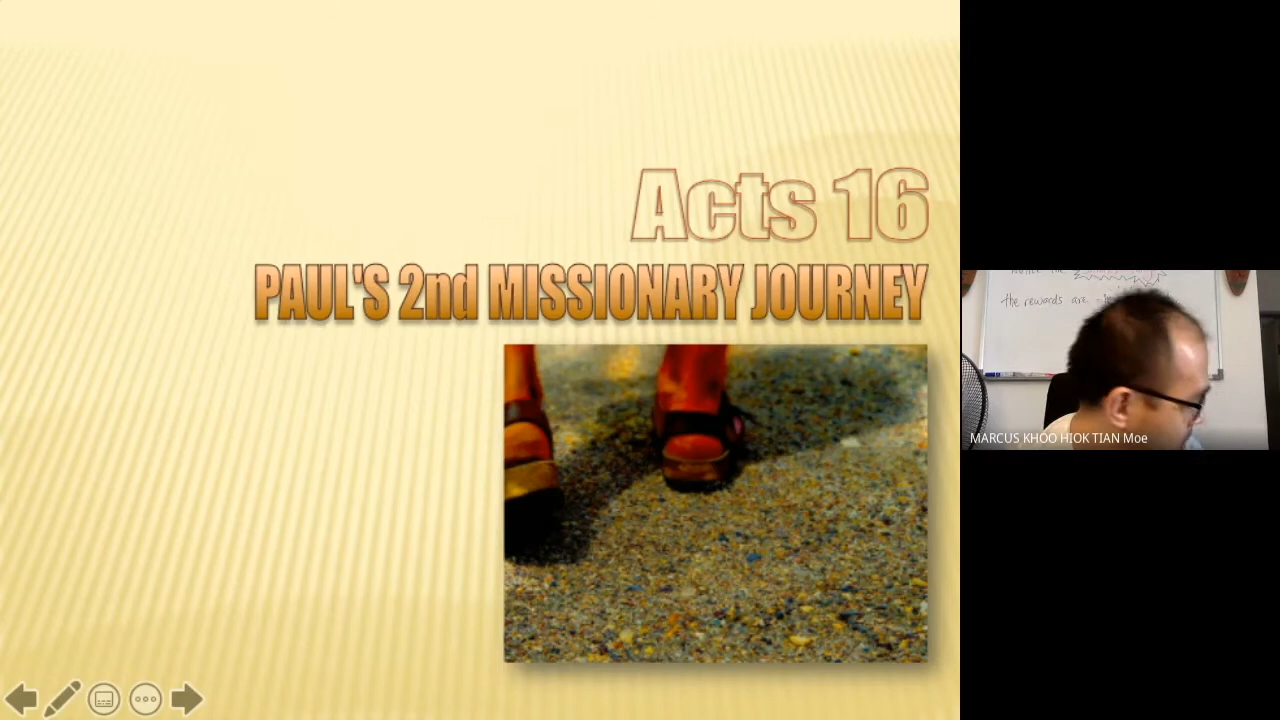 Acts 16
PAUL'S 2nd MISSIONARY JOURNEY
the rewards are
MARCUS KHOO HIOK TIAN Moe